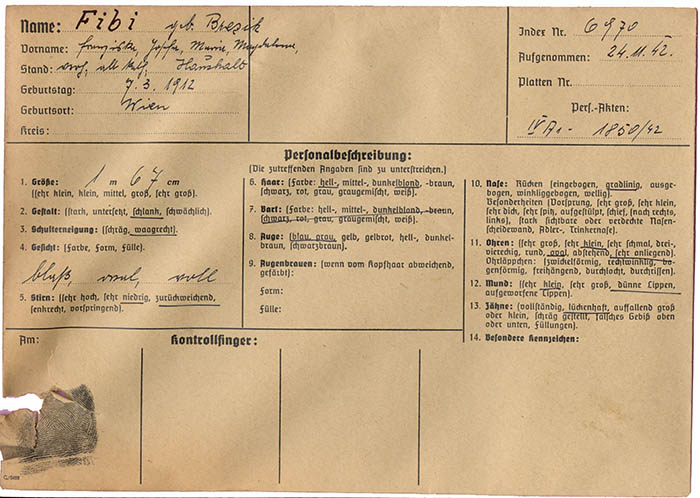 Name: Fibi geb. Bresik
Vorname: Franziska, Josefa, Maria, Magdalena
Stand: verh., Haushalt
Geburtstag: 7.3.1912
Geburtsort: Wien
Kreis:
Index Nr. 6970
Aufgenommen: 24.11.42.
Platten Nr.
Pers.-Akten:
1850/42
Personalbeschreibung:
(Die zutreffenden Angaben sind zu unterstreichen.)
1. Größe: 1 m 67 cm
(sehr klein, klein, mittel, groß, sehr groß).
2. Gestalt: (stark, untersetzt, schlank, schwächlich).
3. Schulterneigung: (schräg, waagrecht).
4. Gesicht: (Farbe, Form, Fülle).
blaß, oval, voll
5. Stirn: (sehr hoch, sehr niedrig, zurückweichend,
senkrecht, vorspringend).
6. Haar: (Farbe: hell-, mittel-, dunkelblond, -braun,
schwarz, rot, grau, graugemischt, weiß).
7. Bart: (Farbe: hell-, mittel-, dunkelblond, -braun,
schwarz, rot, grau, graugemischt, weiß).
8. Auge: (blau, grau, gelb, gelbrot, hell-, dunkel-
braun, schwarzbraun).
9. Augenbrauen: (wenn vom Kopfhaar abweichend,
gefärbt):
Form:
Fülle:
10. Nase: Rücken (eingebogen, gradlinig, ausge-
bogen, winkliggebogen, wellig).
Besonderheiten (Vorsprung, sehr groß, sehr klein,
sehr dick, sehr spitz, aufgestülpt, schief, (nach rechts,
links), stark sichtbare oder verdeckte Nasen-
scheidewand, Adler-, Trinkernase).
11. Ohren: (sehr groß, sehr klein, sehr schmal, drei-,
viereckig, rund, oval, abstehend, sehr anliegend).
Ohrläppchen: (zwickelförmig, rechtwinklig, bo-
genförmig, freihängend, durchlocht, durchrissen).
12. Mund: (sehr klein, sehr groß, dünne Lippen,
aufgeworfene Lippen).
13. Zähne: (vollständig, lückenhaft, auffallend groß
oder klein, schräg gestellt, falsches Gebiß oben
oder unten, Füllungen).
14. Besondere Kennzeichen:
Am:
Kontrollfinger: